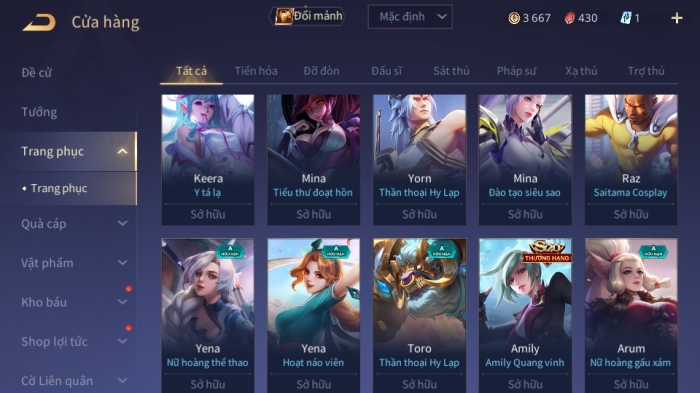 Cửa hàng
Đổi mảnh
Mặc định
3 667
430
1
Đề cử
Tướng
Trang phục
Trang phục
Quà cáp
Vật phẩm
Kho báu
Shop lợi tức
Cờ Liên quân
Tất cả
Tiến hóa
Đỡ đòn
Đấu sĩ
Sát thủ
Pháp sư
Xạ thủ
Trợ thủ
Keera
Y tá lạ
Sở hữu
Mina
Tiểu thư đoạt hồn
Sở hữu
Yorn
Thần thoại Hy Lạp
Sở hữu
Mina
Đào tạo siêu sao
Sở hữu
Raz
Saitama Cosplay
Sở hữu
A
HỮU HẠN
Yena
Nữ hoàng thể thao
Sở hữu
A
HỮU HẠN
Yena
Hoạt náo viên
Sở hữu
A
HỮU HẠN
Toro
Thần thoại Hy Lạp
Sở hữu
S20
THƯỞNG HẠNG
Amily
Amily Quang vinh
Sở hữu
A
HỮU HẠN
Arum
Nữ hoàng gấu xám
Sở hữu